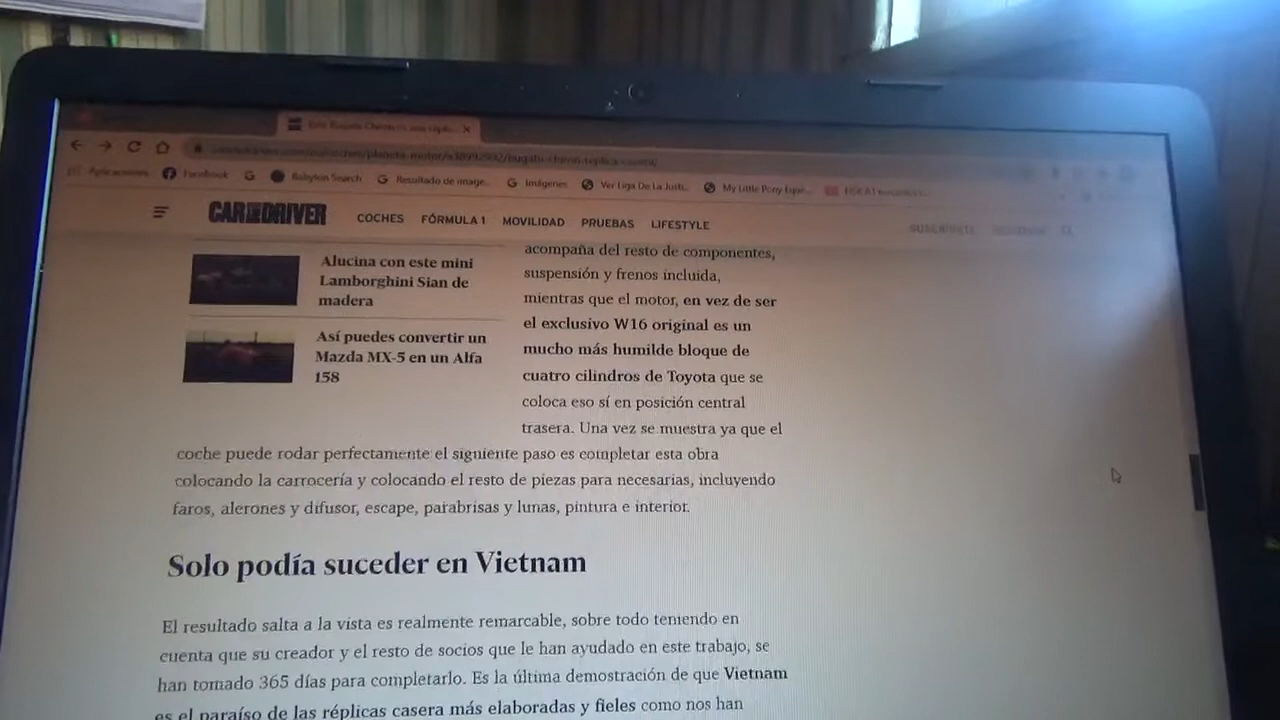 Aplicaciones Facebook Babylon Search Resultado de image... Imágenes Ver Liga De La Justi... My Little Pony Eque...
CAR AND DRIVER COCHES FÓRMULA 1 MOVILIDAD PRUEBAS LIFESTYLE
Alucina con este mini
Lamborghini Sian de
madera
Así puedes convertir un
Mazda MX-5 en un Alfa
158
acompaña del resto de componentes,
suspensión y frenos incluida,
mientras que el motor, en vez de ser
el exclusivo W16 original es un
mucho más humilde bloque de
cuatro cilindros de Toyota que se
coloca eso sí en posición central
trasera. Una vez se muestra ya que el
coche puede rodar perfectamente el siguiente paso es completar esta obra
colocando la carrocería y colocando el resto de piezas para necesarias, incluyendo
faros, alerones y difusor, escape, parabrisas y lunas, pintura e interior.
Solo podía suceder en Vietnam
El resultado salta a la vista es realmente remarcable, sobre todo teniendo en
cuenta que su creador y el resto de socios que le han ayudado en este trabajo, se
han tomado 365 días para completarlo. Es la última demostración de que Vietnam
es el paraíso de las réplicas casera más elaboradas y fieles como nos han